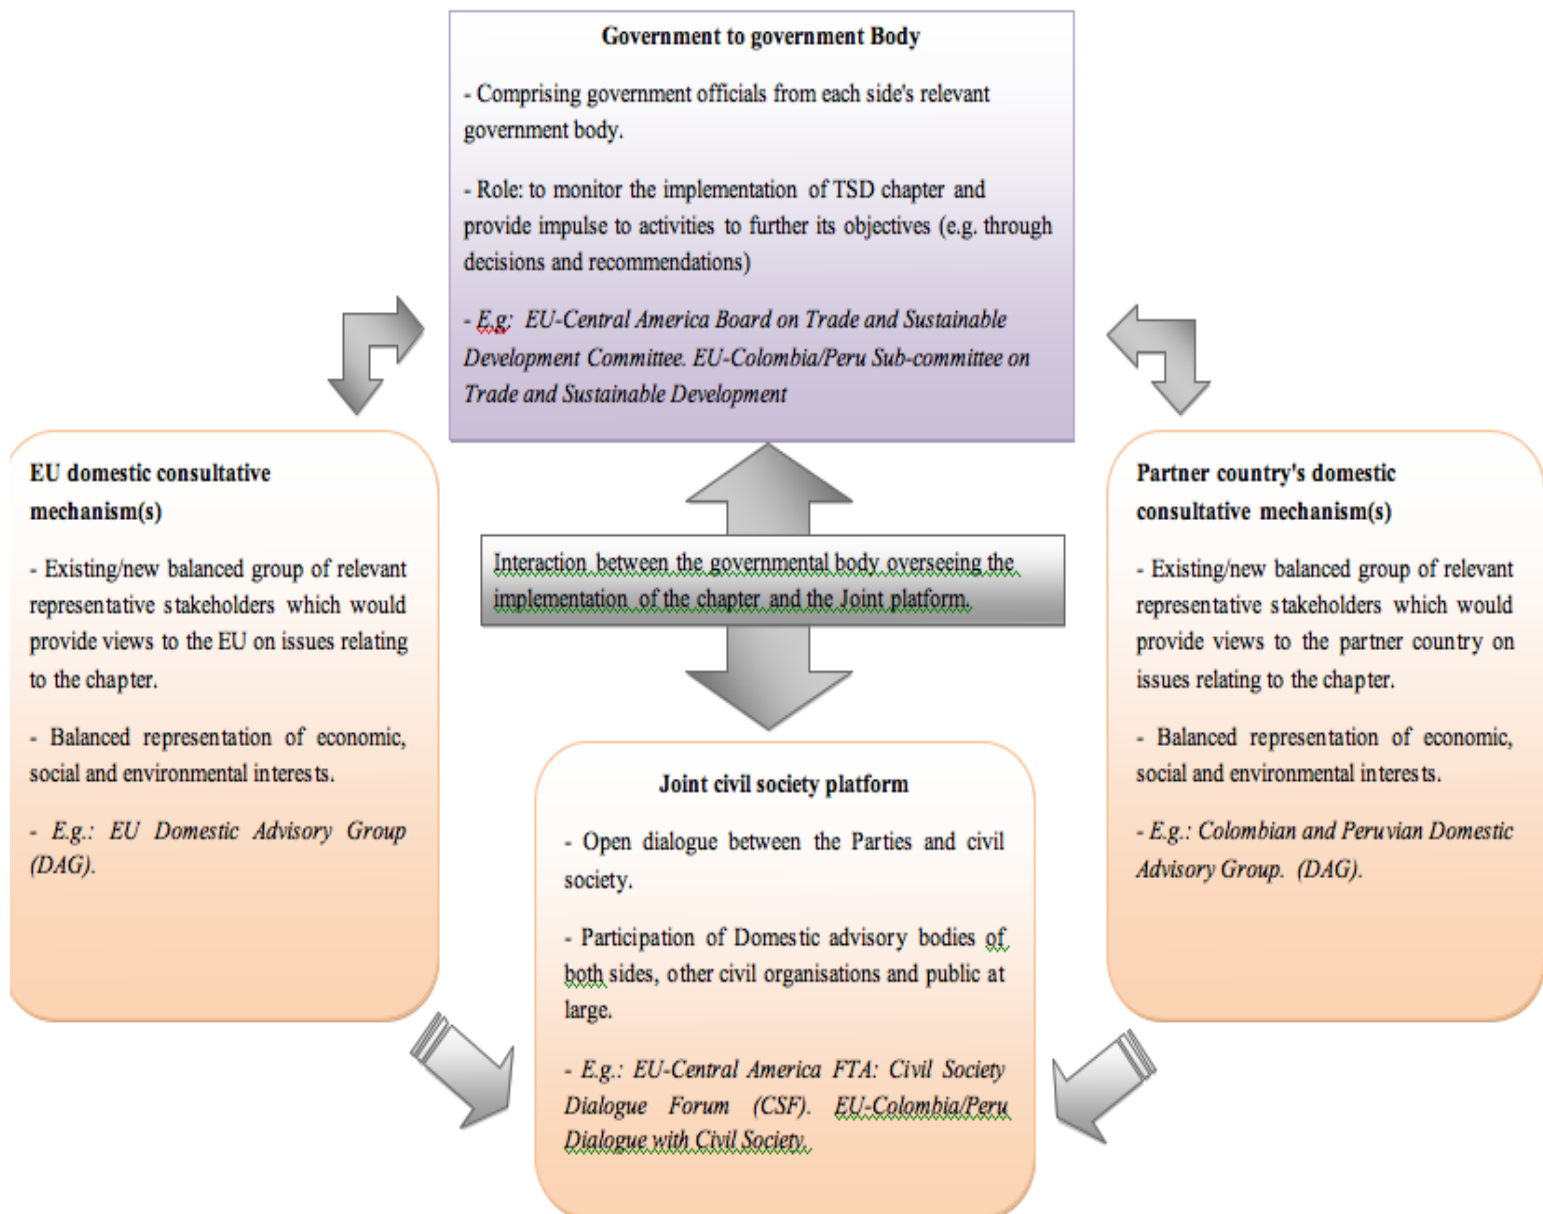 Government to government Body
- Comprising government officials from each side's relevant
government body.
- Role: to monitor the implementation of TSD chapter and
provide impulse to activities to further its objectives (e.g. through
decisions and recommendations)
- E.g: EU-Central America Board on Trade and Sustainable
Development Committee. EU-Colombia/Peru Sub-committee on
Trade and Sustainable Development
EU domestic consultative
mechanism(s)
- Existing/new balanced group of relevant
representative stakeholders which would
provide views to the EU on issues relating
to the chapter.
- Balanced representation of economic,
social and environmental interests.
- E.g.: EU Domestic Advisory Group
(DAG).
Interaction between the governmental body overseeing the
implementation of the chapter and the Joint platform.
Partner country's domestic
consultative mechanism(s)
- Existing/new balanced group of relevant
representative stakeholders which would
provide views to the partner country on
issues relating to the chapter.
- Balanced representation of economic,
social and environmental interests.
- E.g.: Colombian and Peruvian Domestic
Advisory Group. (DAG).
Joint civil society platform
- Open dialogue between the Parties and civil
society.
- Participation of Domestic advisory bodies of
both sides, other civil organisations and public at
large.
- E.g.: EU-Central America FTA: Civil Society
Dialogue Forum (CSF). EU-Colombia/Peru
Dialogue with Civil Society.